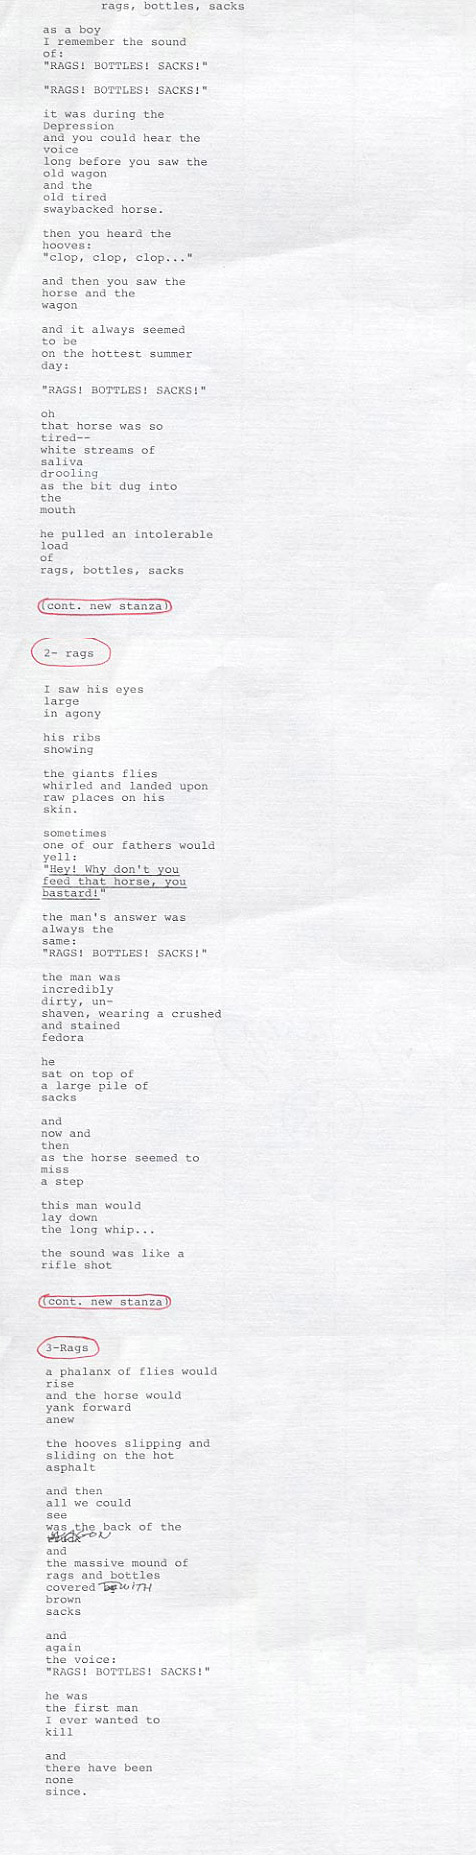 rags, bottles, sacks
as a boy
I remember the sound
of:
"RAGS! BOTTLES! SACKS!"
"RAGS! BOTTLES! SACKS!"
it was during the
Depression
and you could hear the
voice
long before you saw the
old wagon
and the
old tired
swaybacked horse.
then you heard the
hooves:
"clop, clop, clop..."
and then you saw the
horse and the
wagon
and it always seemed
to be
on the hottest summer
day:
"RAGS! BOTTLES! SACKS!"
oh
that horse was so
tired--
white streams of
saliva
drooling
as the bit dug into
the
mouth
he pulled an intolerable
load
of
rags, bottles, sacks
(cont. new stanza)
2- rags
I saw his eyes
large
in agony
his ribs
showing
the giants flies
whirled and landed upon
raw places on his
skin.
sometimes
one of our fathers would
yell:
"Hey! Why don't you
feed that horse, you
bastard!"
the man's answer was
always the
same:
"RAGS! BOTTLES! SACKS!"
the man was
incredibly
dirty, un-
shaven, wearing a crushed
and stained
fedora
he
sat on top of
a large pile of
sacks
and
now and
then
as the horse seemed to
miss
a step
this man would
lay down
the long whip...
the sound was like a
rifle shot
(cont. new stanza)
3-Rags
a phalanx of flies would
rise
and the horse would
yank forward
anew
the hooves slipping and
sliding on the hot
asphalt
and then
all we could
see
was the back of the
WAGON
and
the massive mound of
rags and bottles
covered WITH
brown
sacks
and
again
the voice:
"RAGS! BOTTLES! SACKS!"
he was
the first man
I ever wanted to
kill
and
there have been
none
since.